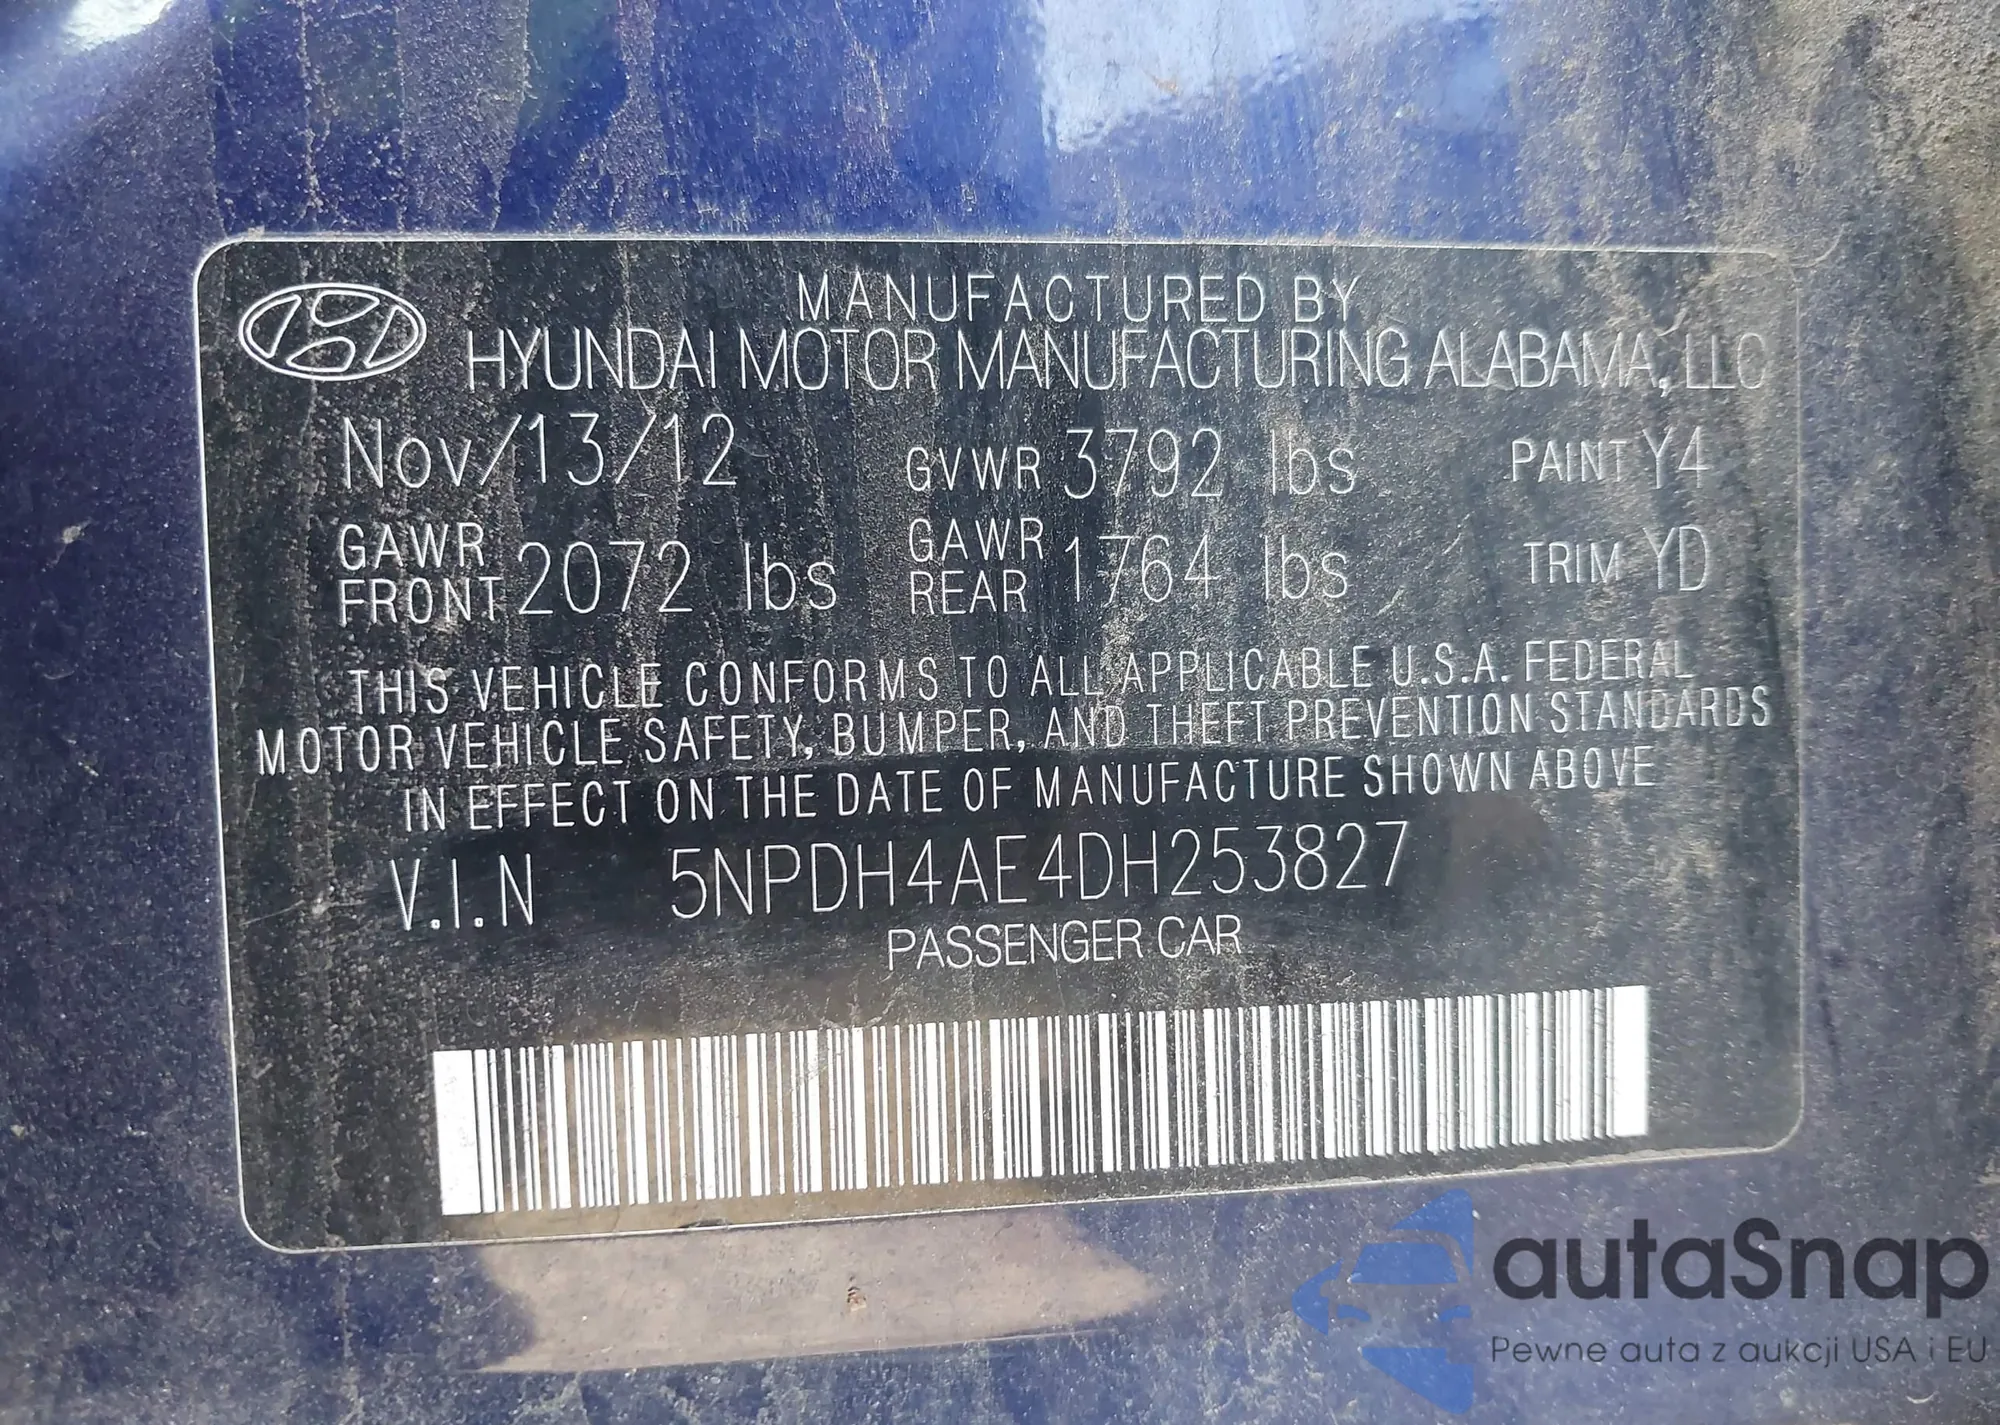 MANUFACTURED BY
HYUNDAI MOTOR MANUFACTURING ALABAMA, LLC
Nov/13/12 GVWR 3792 lbs PAINT Y4
GAWR FRONT 2072 lbs GAWR REAR 1764 lbs TRIM YD
THIS VEHICLE CONFORMS TO ALL APPLICABLE U.S.A. FEDERAL
MOTOR VEHICLE SAFETY, BUMPER, AND THEFT PREVENTION STANDARDS
IN EFFECT ON THE DATE OF MANUFACTURE SHOWN ABOVE
V.I.N 5NPDH4AE4DH253827
PASSENGER CAR
autaSnap
Pewne auta z aukcji USA i EU